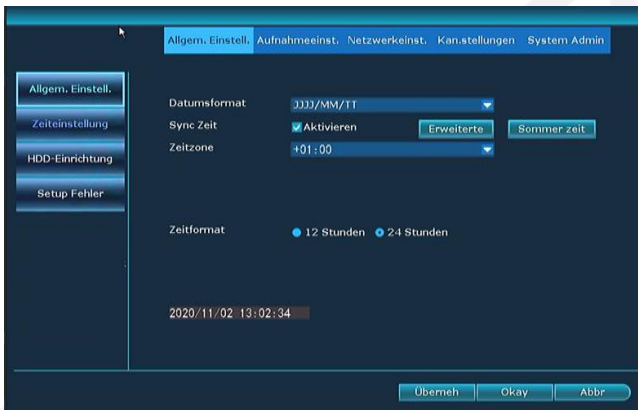 Allgem. Einstell. Aufnahmeeinst. Netzwerkeinst. Kan.stellungen System Admin
Allgem. Einstell.
Zeiteinstellung
HDD-Einrichtung
Setup Fehler
Datumsformat JJJJ/MM/TT
Sync Zeit Aktivieren Erweiterte Sommer zeit
Zeitzone +01:00
Zeitformat 12 Stunden 24 Stunden
2020/11/02 13:02:34
Überneh Okay Abbr